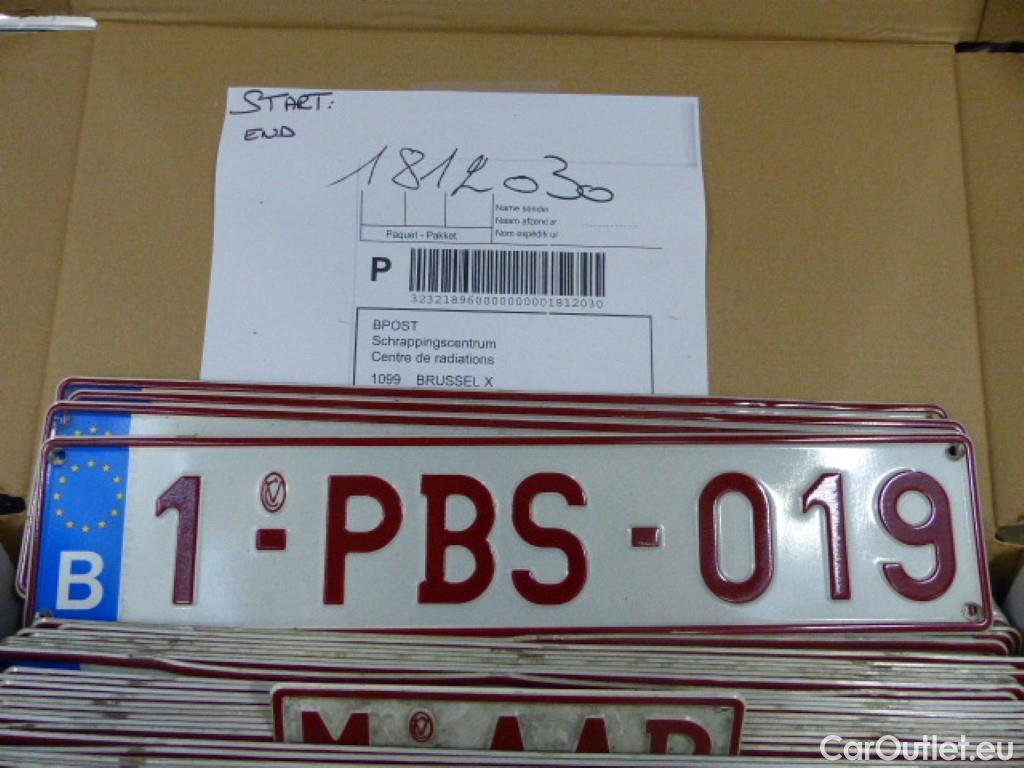 START:
END
1812030
Name sender
Naam afzender
Nom expéditeur
Paquet - Pakket
P
3232189600000000001812030
BPOST
Schrappingscentrum
Centre de radiations
1099 BRUSSEL X
B
1-PBS-019
M
CarOutlet.eu